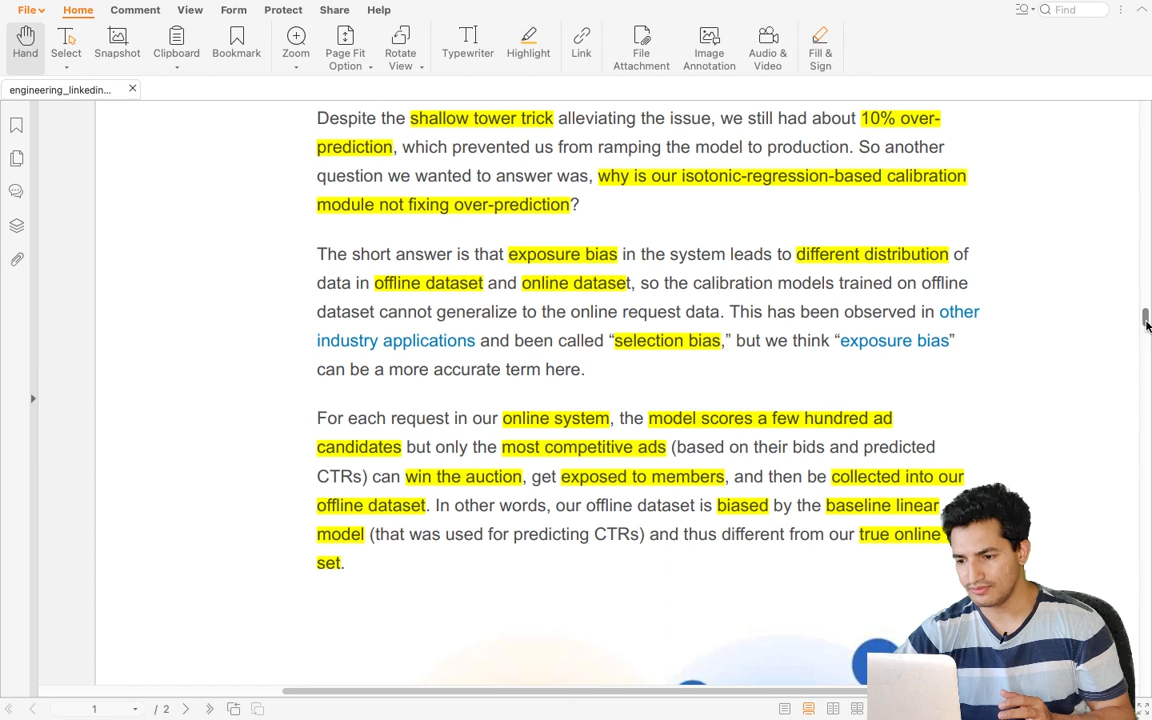 File Home Comment View Form Protect Share Help Find
Hand Select Snapshot Clipboard Bookmark Zoom Page Fit Option Rotate View Typewriter Highlight Link File Attachment Image Annotation Audio & Video Fill & Sign
engineering_linkedin...
Despite the shallow tower trick alleviating the issue, we still had about 10% over-
prediction, which prevented us from ramping the model to production. So another
question we wanted to answer was, why is our isotonic-regression-based calibration
module not fixing over-prediction?
The short answer is that exposure bias in the system leads to different distribution of
data in offline dataset and online dataset, so the calibration models trained on offline
dataset cannot generalize to the online request data. This has been observed in other
industry applications and been called “selection bias,” but we think “exposure bias”
can be a more accurate term here.
For each request in our online system, the model scores a few hundred ad
candidates but only the most competitive ads (based on their bids and predicted
CTRs) can win the auction, get exposed to members, and then be collected into our
offline dataset. In other words, our offline dataset is biased by the baseline linear
model (that was used for predicting CTRs) and thus different from our true online
set.
1 / 2